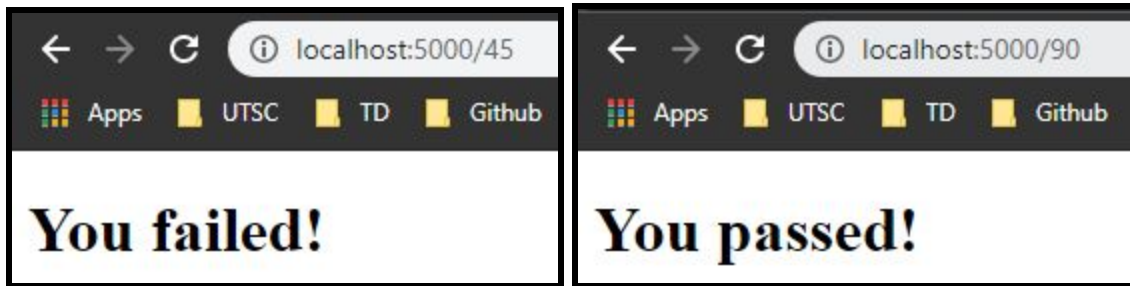 localhost:5000/45
Apps UTSC TD Github
You failed!
localhost:5000/90
Apps UTSC TD Github
You passed!